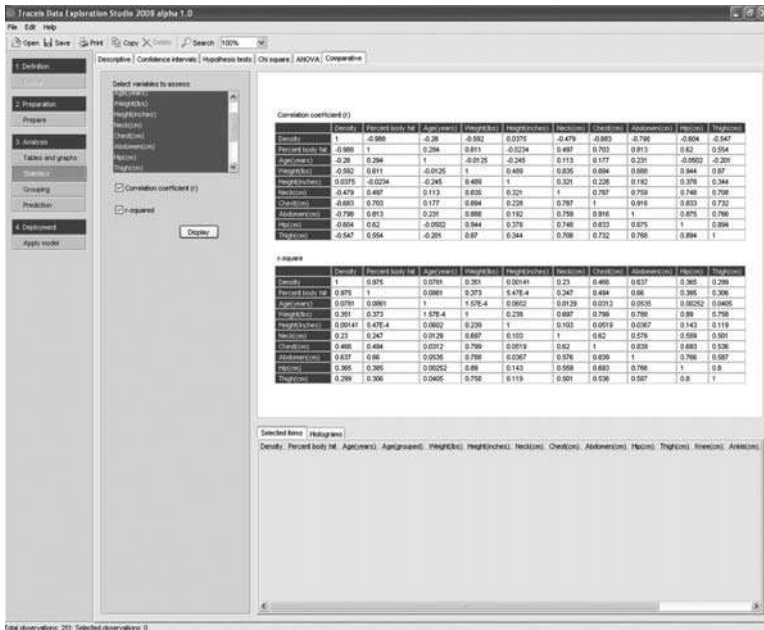 Traceis Data Exploration Studio 2009 alpha 1.0
File Edit Help
Open Save Print Copy Delete Search 100%
1. Definition
2. Preparation
Prepare
3. Analysis
Tables and graphs
Statistics
Grouping
Prediction
4. Deployment
Apply model
Descriptive Confidence intervals Hypothesis tests Chi square ANOVA Comparative
Select variables to assess:
Age(years)
Weight(lbs)
Height(inches)
Neck(cm)
Chest(cm)
Abdomen(cm)
Hip(cm)
Thigh(cm)
Correlation coefficient (r)
r-squared
Display
Correlation coefficient (r)
Density Percent body fat Age(years) Weight(lbs) Height(inches) Neck(cm) Chest(cm) Abdomen(cm) Hip(cm) Thigh(cm)
Density 1 -0.988 -0.28 -0.592 0.0375 -0.479 -0.683 -0.798 -0.604 -0.547
Percent body fat -0.988 1 0.294 0.611 -0.0234 0.497 0.703 0.813 0.62 0.554
Age(years) -0.28 0.294 1 -0.0125 -0.245 0.113 0.177 0.231 -0.0502 -0.201
Weight(lbs) -0.592 0.611 -0.0125 1 0.489 0.835 0.894 0.888 0.944 0.87
Height(inches) 0.0375 -0.0234 -0.245 0.489 1 0.321 0.228 0.192 0.378 0.344
Neck(cm) -0.479 0.497 0.113 0.835 0.321 1 0.787 0.759 0.748 0.708
Chest(cm) -0.683 0.703 0.177 0.894 0.228 0.787 1 0.916 0.833 0.732
Abdomen(cm) -0.798 0.813 0.231 0.888 0.192 0.759 0.916 1 0.875 0.766
Hip(cm) -0.604 0.62 -0.0502 0.944 0.378 0.748 0.833 0.875 1 0.894
Thigh(cm) -0.547 0.554 -0.201 0.87 0.344 0.708 0.732 0.766 0.894 1
r-square
Density Percent body fat Age(years) Weight(lbs) Height(inches) Neck(cm) Chest(cm) Abdomen(cm) Hip(cm) Thigh(cm)
Density 1 0.975 0.0781 0.351 0.00141 0.23 0.466 0.637 0.365 0.299
Percent body fat 0.975 1 0.0861 0.373 5.47E-4 0.247 0.494 0.66 0.385 0.306
Age(years) 0.0781 0.0861 1 1.57E-4 0.0602 0.0129 0.0312 0.0535 0.00252 0.0405
Weight(lbs) 0.351 0.373 1.57E-4 1 0.239 0.697 0.799 0.788 0.89 0.758
Height(inches) 0.00141 5.47E-4 0.0602 0.239 1 0.103 0.0519 0.0367 0.143 0.119
Neck(cm) 0.23 0.247 0.0129 0.697 0.103 1 0.62 0.576 0.559 0.501
Chest(cm) 0.466 0.494 0.0312 0.799 0.0519 0.62 1 0.839 0.693 0.536
Abdomen(cm) 0.637 0.66 0.0535 0.788 0.0367 0.576 0.839 1 0.766 0.587
Hip(cm) 0.365 0.385 0.00252 0.89 0.143 0.559 0.693 0.766 1 0.8
Thigh(cm) 0.299 0.306 0.0405 0.758 0.119 0.501 0.536 0.587 0.8 1
Selected items Histograms
Density Percent body fat Age(years) Age(grouped) Weight(lbs) Height(inches) Neck(cm) Chest(cm) Abdomen(cm) Hip(cm) Thigh(cm) Knee(cm) Ankle(cm)
Total observations: 251: Selected observations: 0